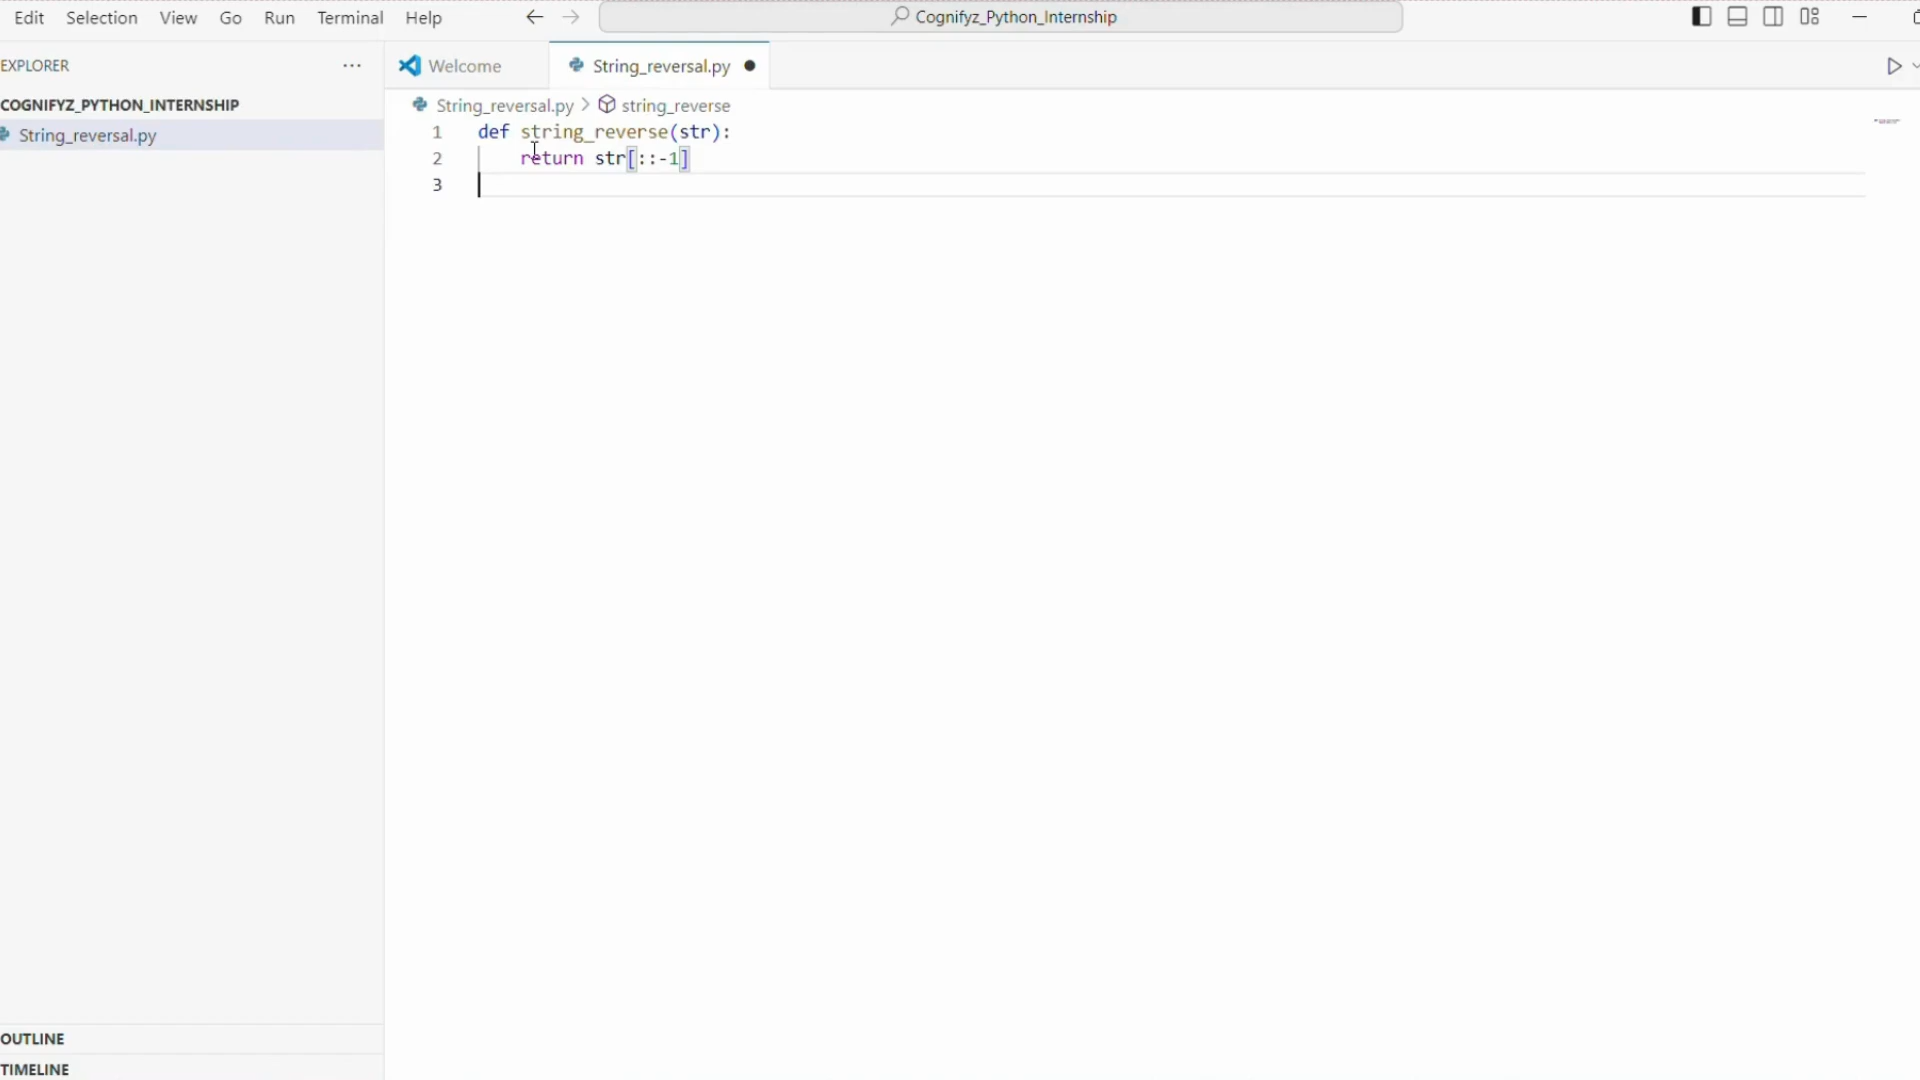 Edit Selection View Go Run Terminal Help Cognifyz_Python_Internship
EXPLORER
Welcome String_reversal.py
COGNIFYZ_PYTHON_INTERNSHIP
String_reversal.py
String_reversal.py > string_reverse
1 def string_reverse(str):
2 return str[::-1]
3
OUTLINE
TIMELINE